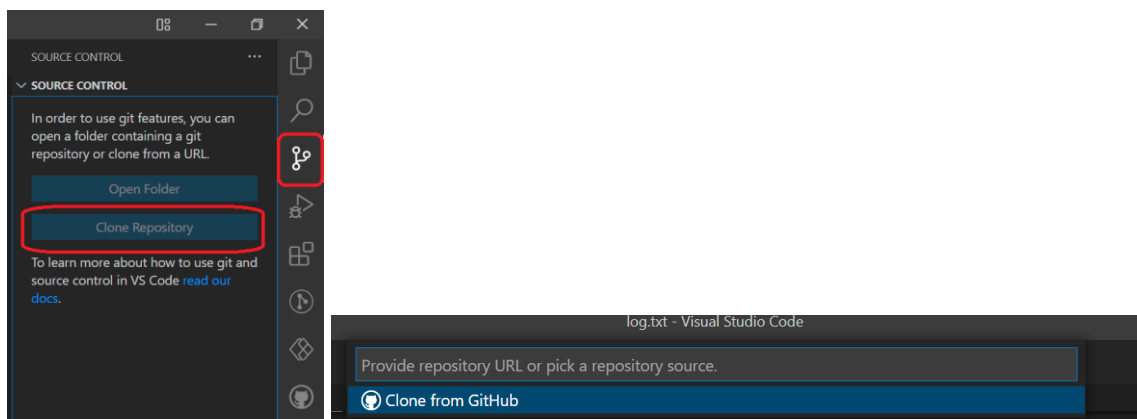 SOURCE CONTROL
SOURCE CONTROL
In order to use git features, you can
open a folder containing a git
repository or clone from a URL.
Open Folder
Clone Repository
To learn more about how to use git and
source control in VS Code read our
docs.
log.txt - Visual Studio Code
Provide repository URL or pick a repository source.
Clone from GitHub